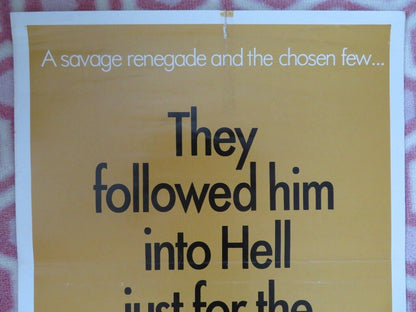 A savage renegade and the chosen few...
They
followed him
into Hell
just for the